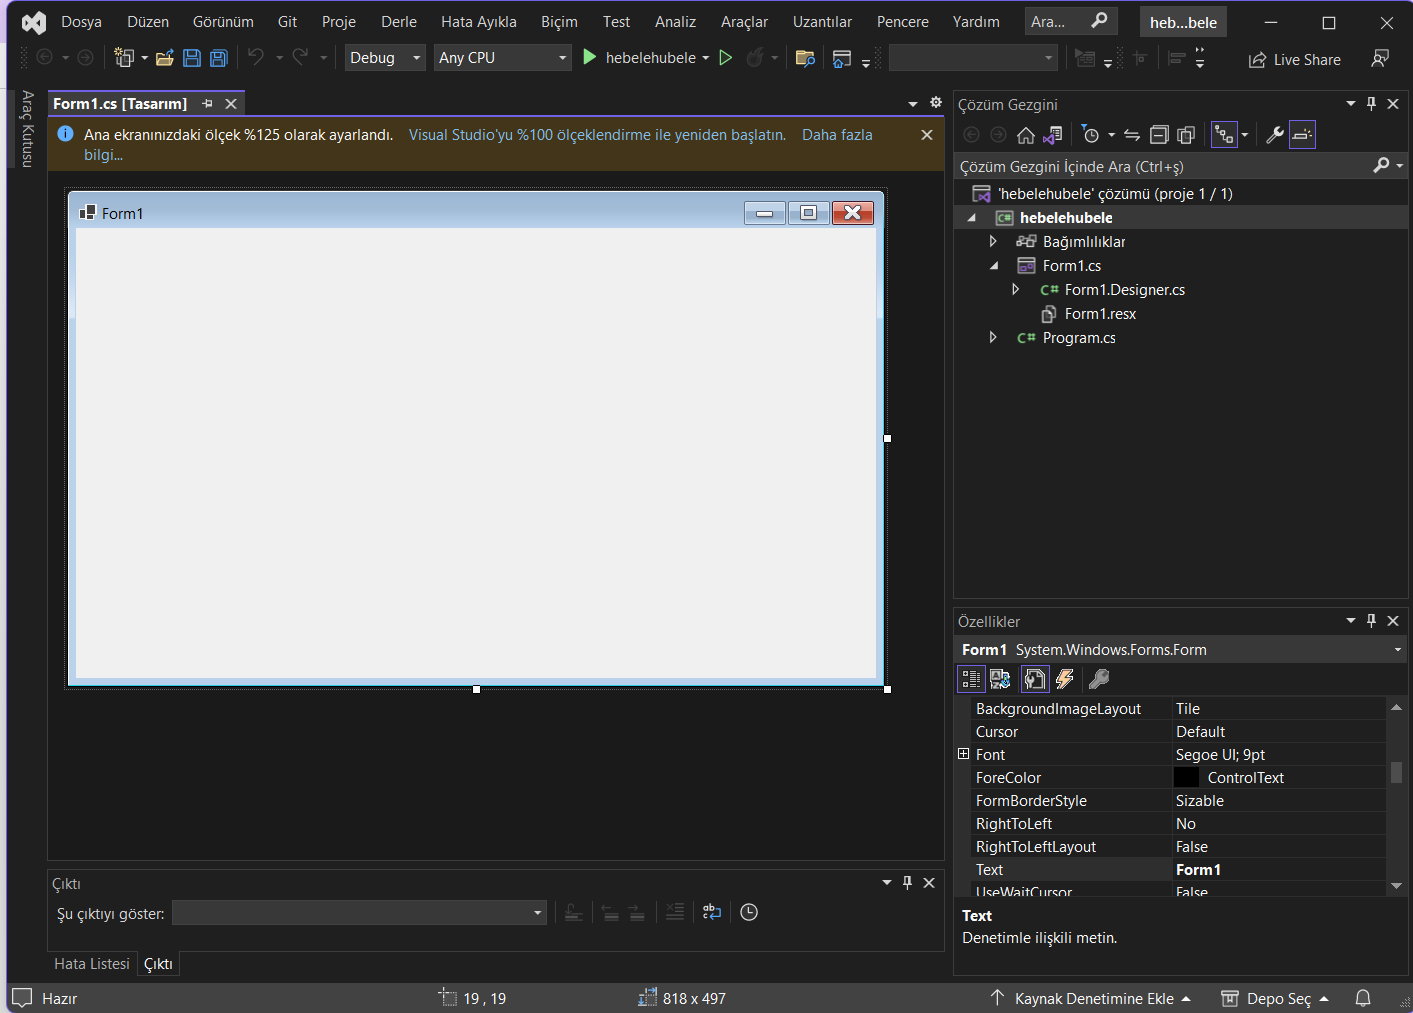 Dosya Düzen Görünüm Git Proje Derle Hata Ayıkla Biçim Test Analiz Araçlar Uzantılar Pencere Yardım Ara... heb...bele
Debug Any CPU hebelehubele Live Share
Araç Kutusu
Form1.cs [Tasarım]
Ana ekranınızdaki ölçek %125 olarak ayarlandı. Visual Studio'yu %100 ölçeklendirme ile yeniden başlatın. Daha fazla
bilgi...
Form1
Çözüm Gezgini
Çözüm Gezgini İçinde Ara (Ctrl+ş)
'hebelehubele' çözümü (proje 1 / 1)
C# hebelehubele
Bağımlılıklar
Form1.cs
C# Form1.Designer.cs
Form1.resx
C# Program.cs
Özellikler
Form1 System.Windows.Forms.Form
BackgroundImageLayout Tile
Cursor Default
Font Segoe UI; 9pt
ForeColor ControlText
FormBorderStyle Sizable
RightToLeft No
RightToLeftLayout False
Text Form1
UseWaitCursor False
Text
Denetimle ilişkili metin.
Çıktı
Şu çıktıyı göster:
Hata Listesi Çıktı
Hazır 19 , 19 818 x 497 Kaynak Denetimine Ekle Depo Seç